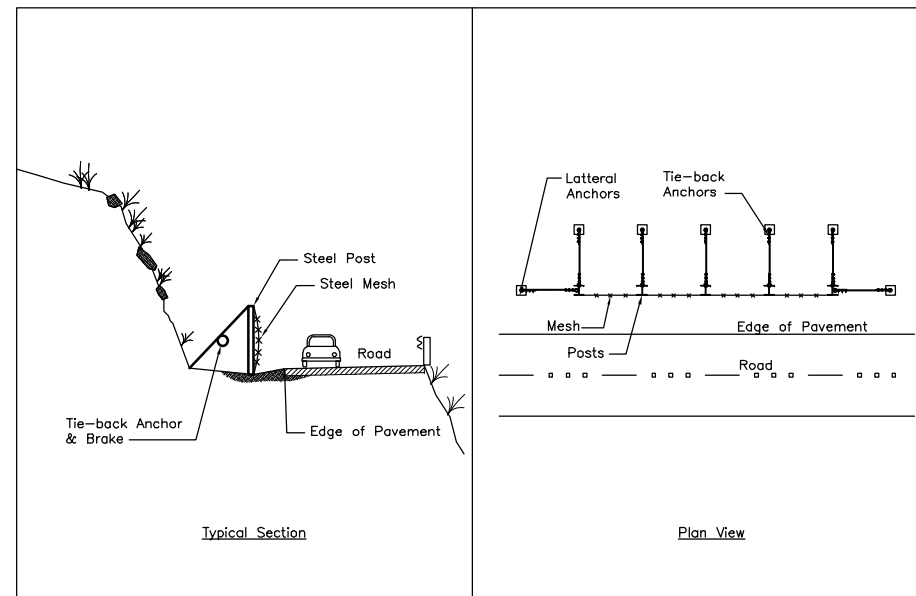 Steel Post
Steel Mesh
Road
Tie-back Anchor
& Brake
Edge of Pavement
Typical Section
Latteral
Anchors
Tie-back
Anchors
Mesh
Edge of Pavement
Posts
Road
Plan View